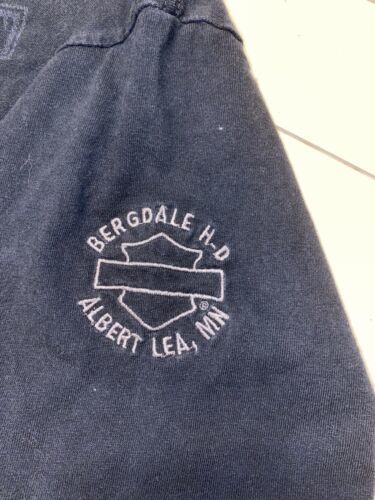 BERGDALE H-D
®
ALBERT LEA, MN